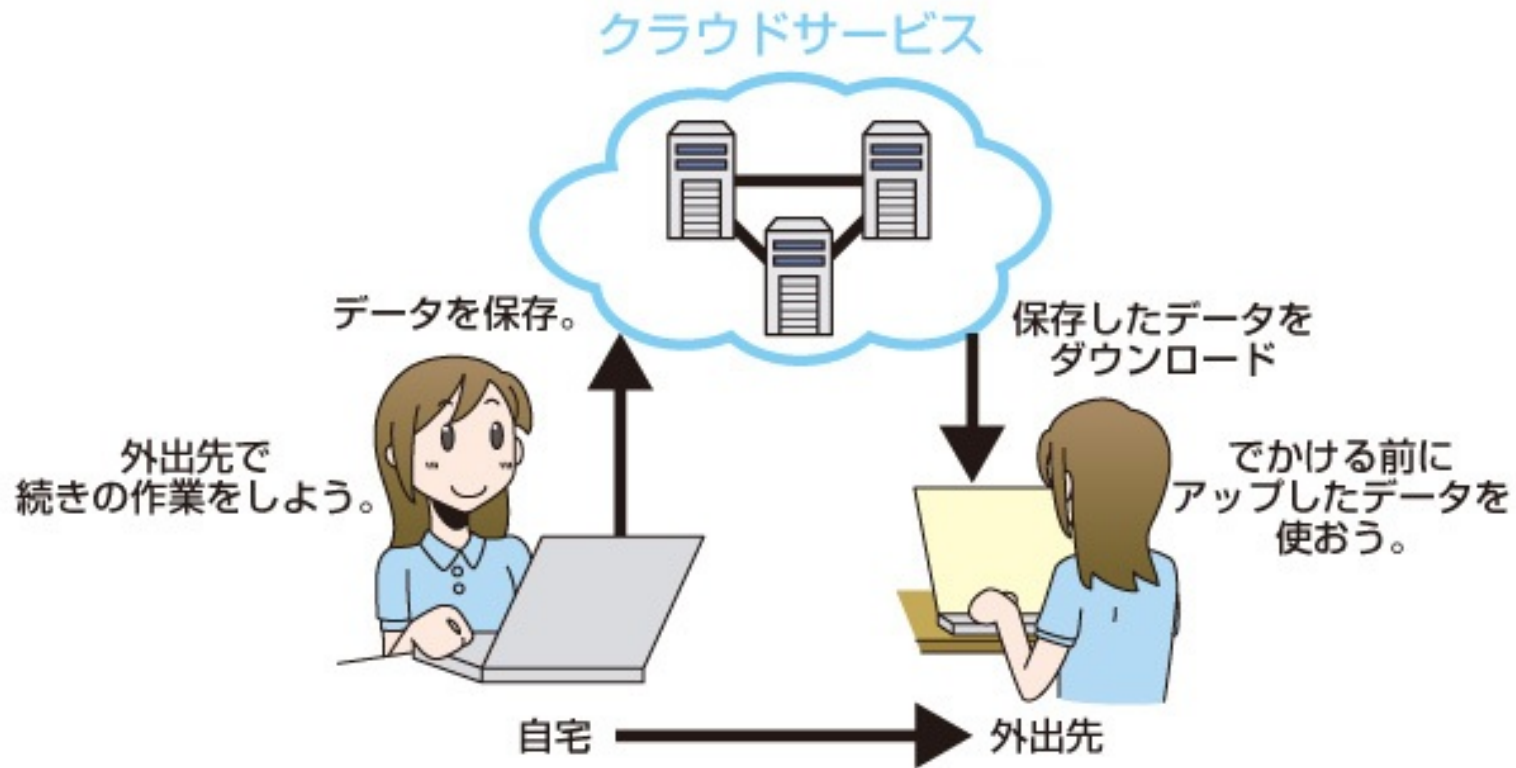 クラウドサービス
データを保存。
保存したデータを
ダウンロード
外出先で
続きの作業をしよう。
でかける前に
アップしたデータを
使おう。
自宅
外出先